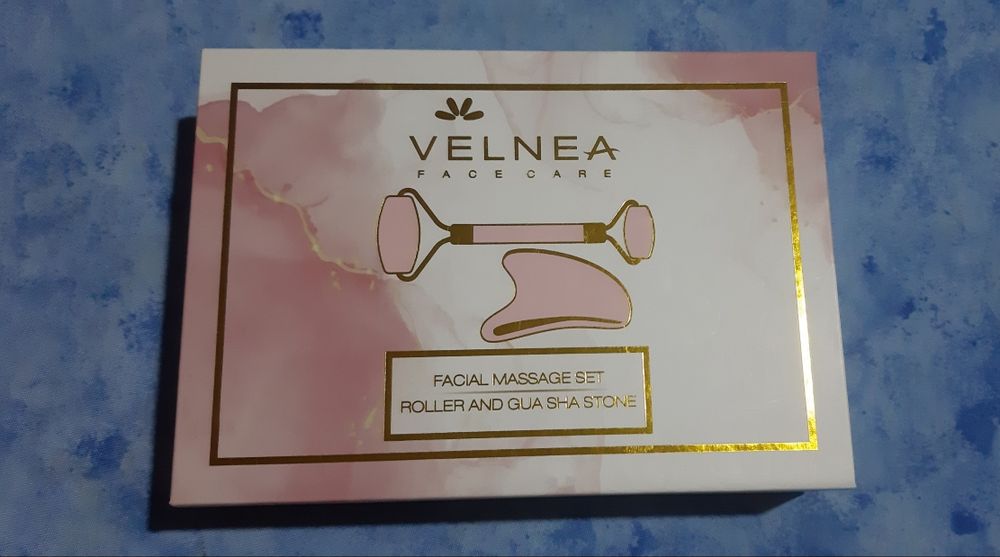 VELNEA
FACE CARE
FACIAL MASSAGE SET
ROLLER AND GUA SHA STONE